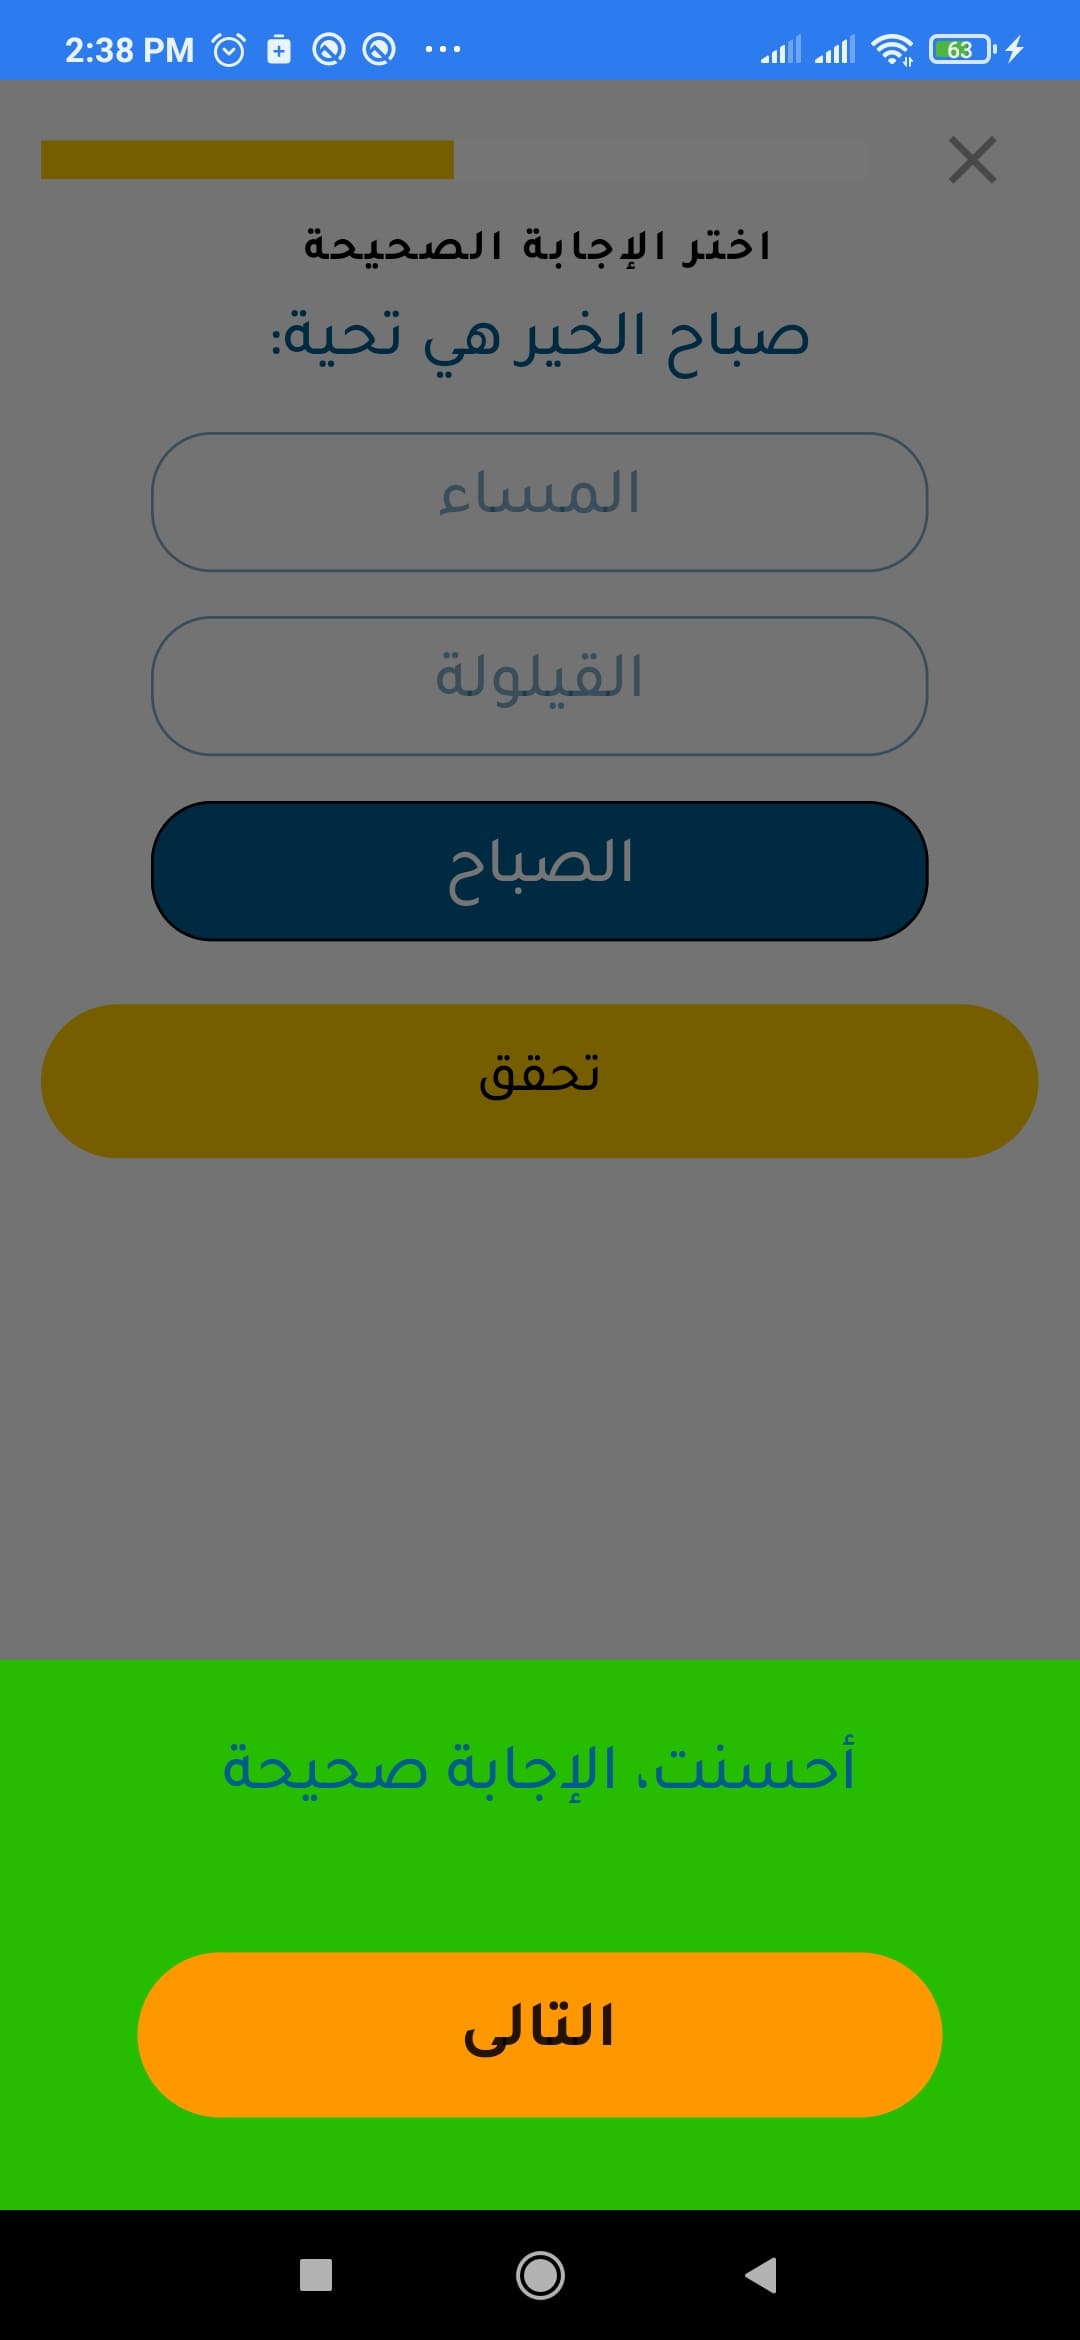 2:38 PM
63
اختر الإجابة الصحيحة
صباح الخير هي تحية:
المساء
القيلولة
الصباح
تحقق
أحسنت، الإجابة صحيحة
التالى